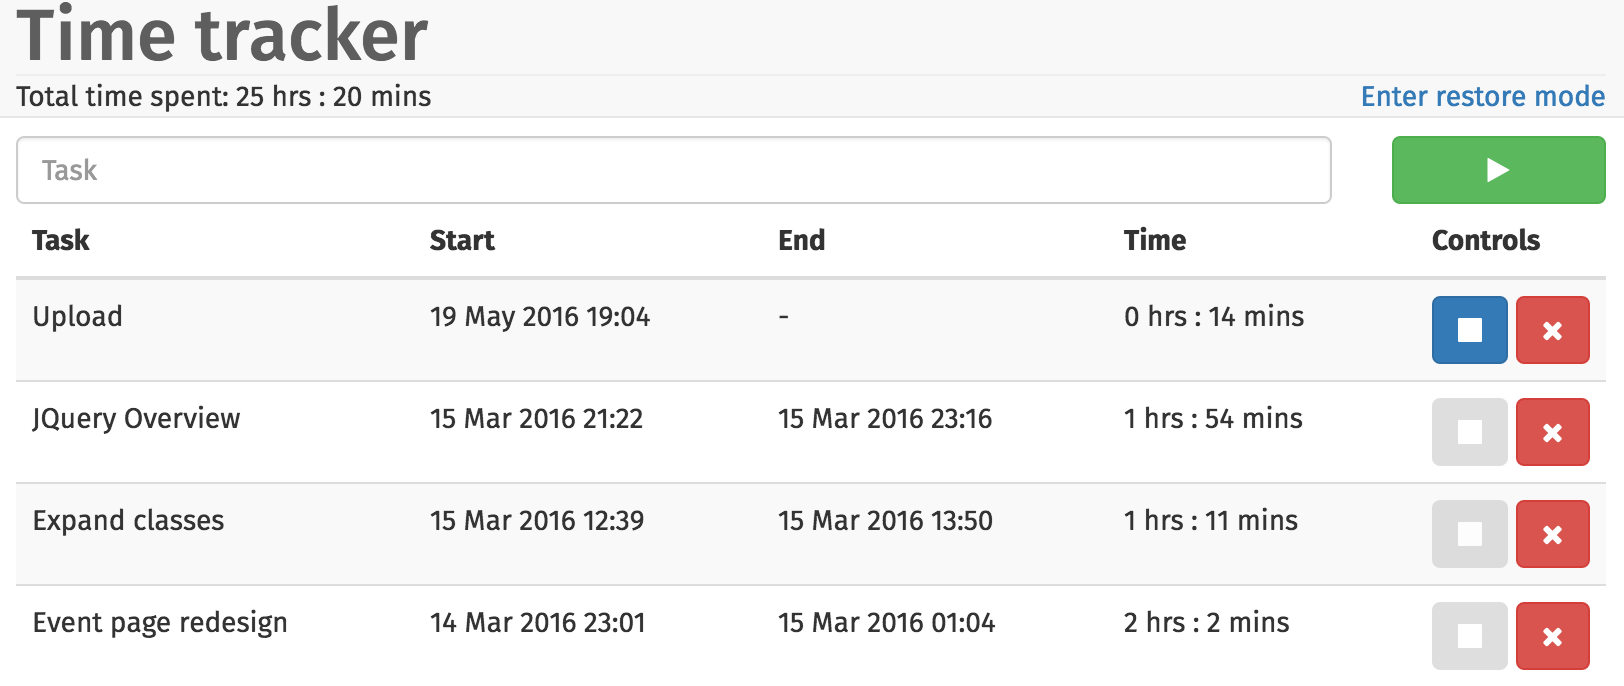 Time tracker
Total time spent: 25 hrs : 20 mins Enter restore mode
Task
Task Start End Time Controls
Upload 19 May 2016 19:04 - 0 hrs : 14 mins
JQuery Overview 15 Mar 2016 21:22 15 Mar 2016 23:16 1 hrs : 54 mins
Expand classes 15 Mar 2016 12:39 15 Mar 2016 13:50 1 hrs : 11 mins
Event page redesign 14 Mar 2016 23:01 15 Mar 2016 01:04 2 hrs : 2 mins